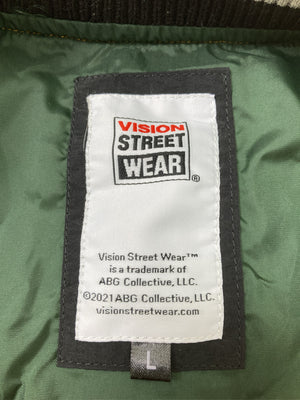 VISION
STREET
WEAR®
Vision Street Wear™
is a trademark of
ABG Collective, LLC.
©2021 ABG Collective, LLC.
visionstreetwear.com
L